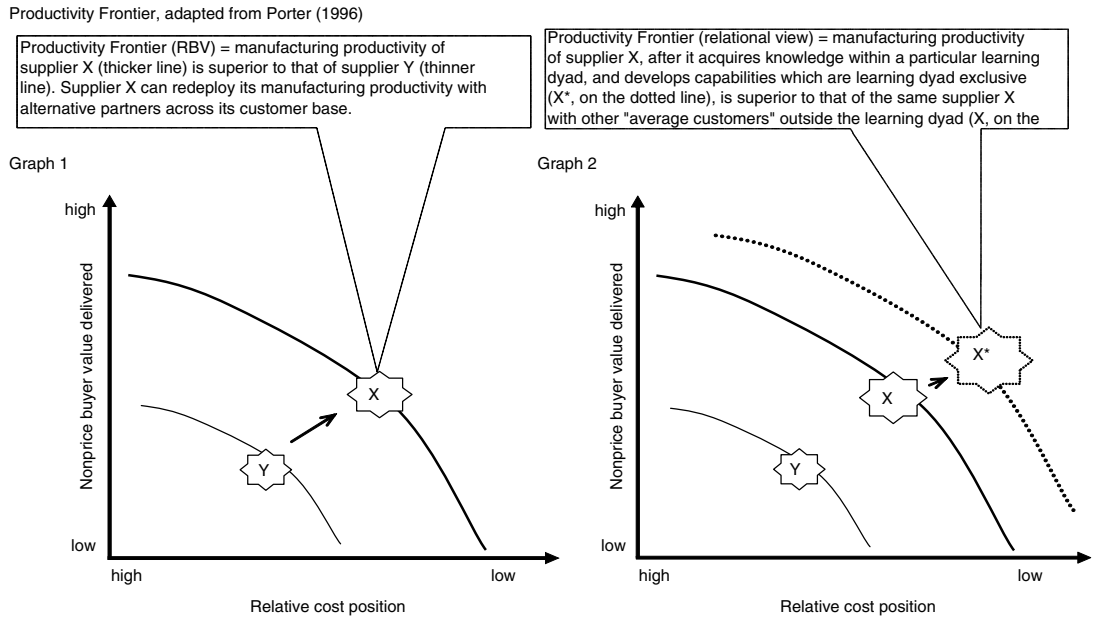 Productivity Frontier, adapted from Porter (1996)
Productivity Frontier (RBV) = manufacturing productivity of
supplier X (thicker line) is superior to that of supplier Y (thinner
line). Supplier X can redeploy its manufacturing productivity with
alternative partners across its customer base.
Productivity Frontier (relational view) = manufacturing productivity
of supplier X, after it acquires knowledge within a particular learning
dyad, and develops capabilities which are learning dyad exclusive
(X*, on the dotted line), is superior to that of the same supplier X
with other "average customers" outside the learning dyad (X, on the
Graph 1
high
Nonprice buyer value delivered
X
Y
low
high
low
Relative cost position
Graph 2
high
Nonprice buyer value delivered
X*
X
Y
low
high
low
Relative cost position